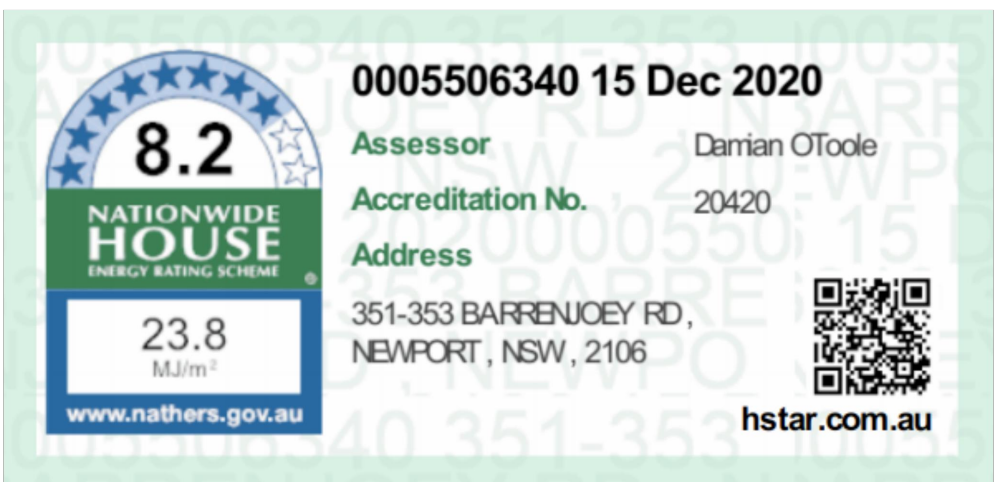 0005506340 15 Dec 2020
8.2
NATIONWIDE
HOUSE
ENERGY RATING SCHEME
®
23.8
MJ/m²
www.nathers.gov.au
Assessor Damian OToole
Accreditation No. 20420
Address
351-353 BARRENJOEY RD ,
NEWPORT , NSW , 2106
hstar.com.au